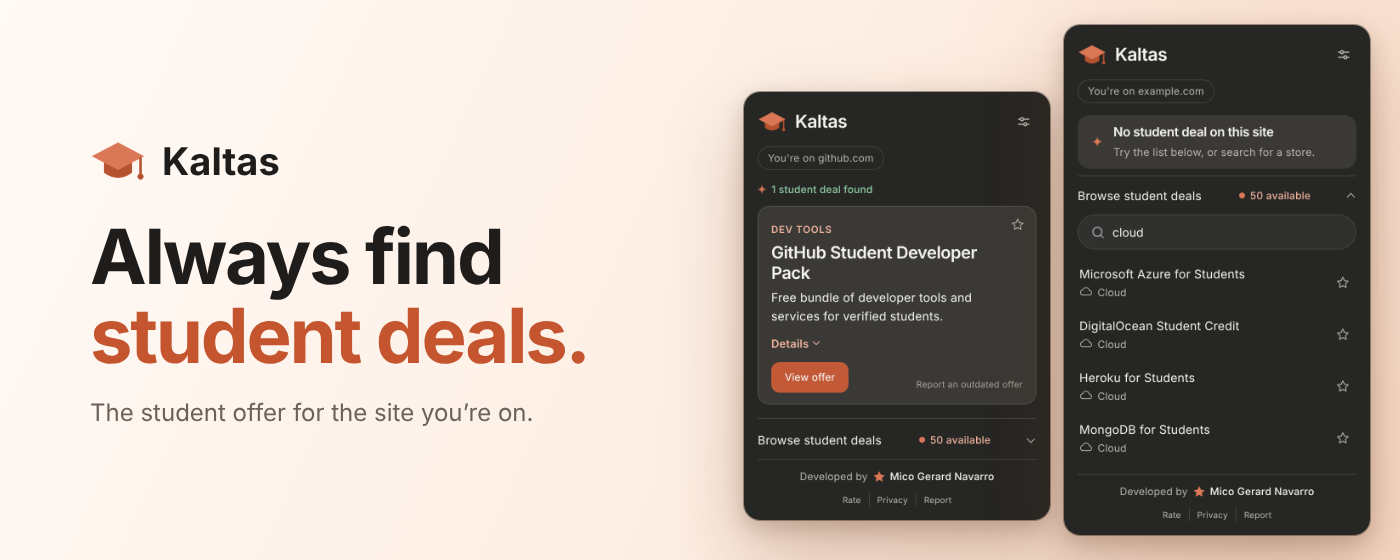 Kaltas
Always find
student deals.
The student offer for the site you’re on.
Kaltas
You're on github.com
1 student deal found
DEV TOOLS
GitHub Student Developer
Pack
Free bundle of developer tools and
services for verified students.
Details
View offer
Report an outdated offer
Browse student deals
50 available
Developed by Mico Gerard Navarro
Rate Privacy Report
Kaltas
You're on example.com
No student deal on this site
Try the list below, or search for a store.
Browse student deals
50 available
cloud
Microsoft Azure for Students
Cloud
DigitalOcean Student Credit
Cloud
Heroku for Students
Cloud
MongoDB for Students
Cloud
Developed by Mico Gerard Navarro
Rate Privacy Report